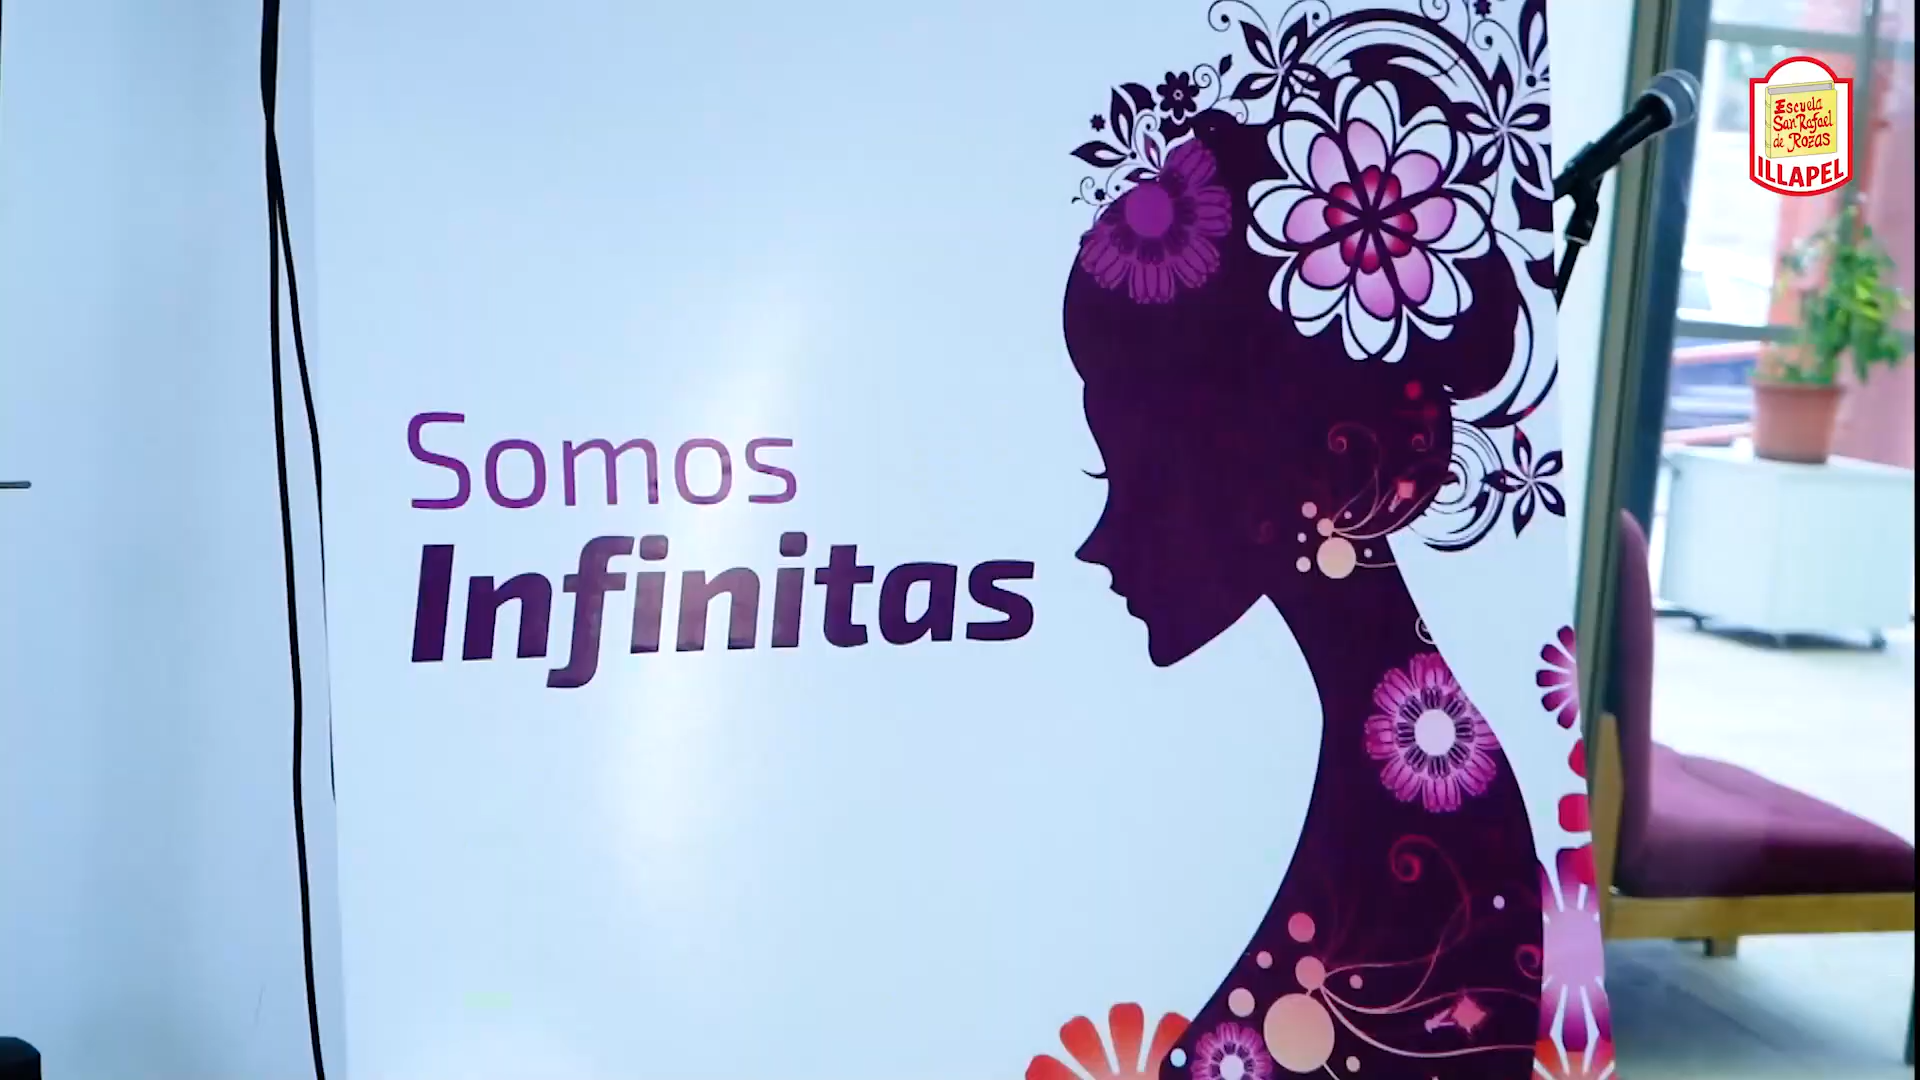 Somos
Infinitas
Escuela
San Rafael
de Rozas
ILLAPEL